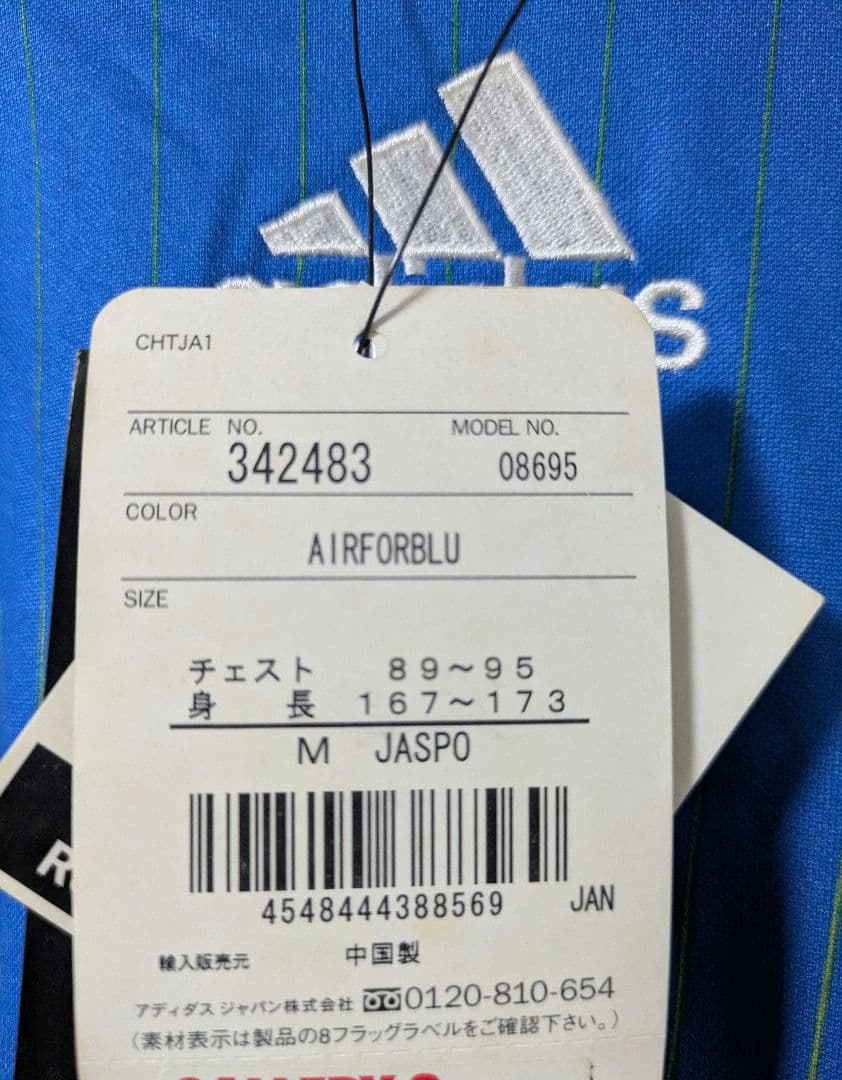 CHTJA1
ARTICLE NO.
MODEL NO.
342483
08695
COLOR
AIRFORBLU
SIZE
チェスト 89～95
身長 167～173
M JASPO
4548444388569 JAN
輸入販売元 中国製
アディダス ジャパン株式会社 0120-810-654
(素材表示は製品の8フラッグラベルをご確認下さい。)